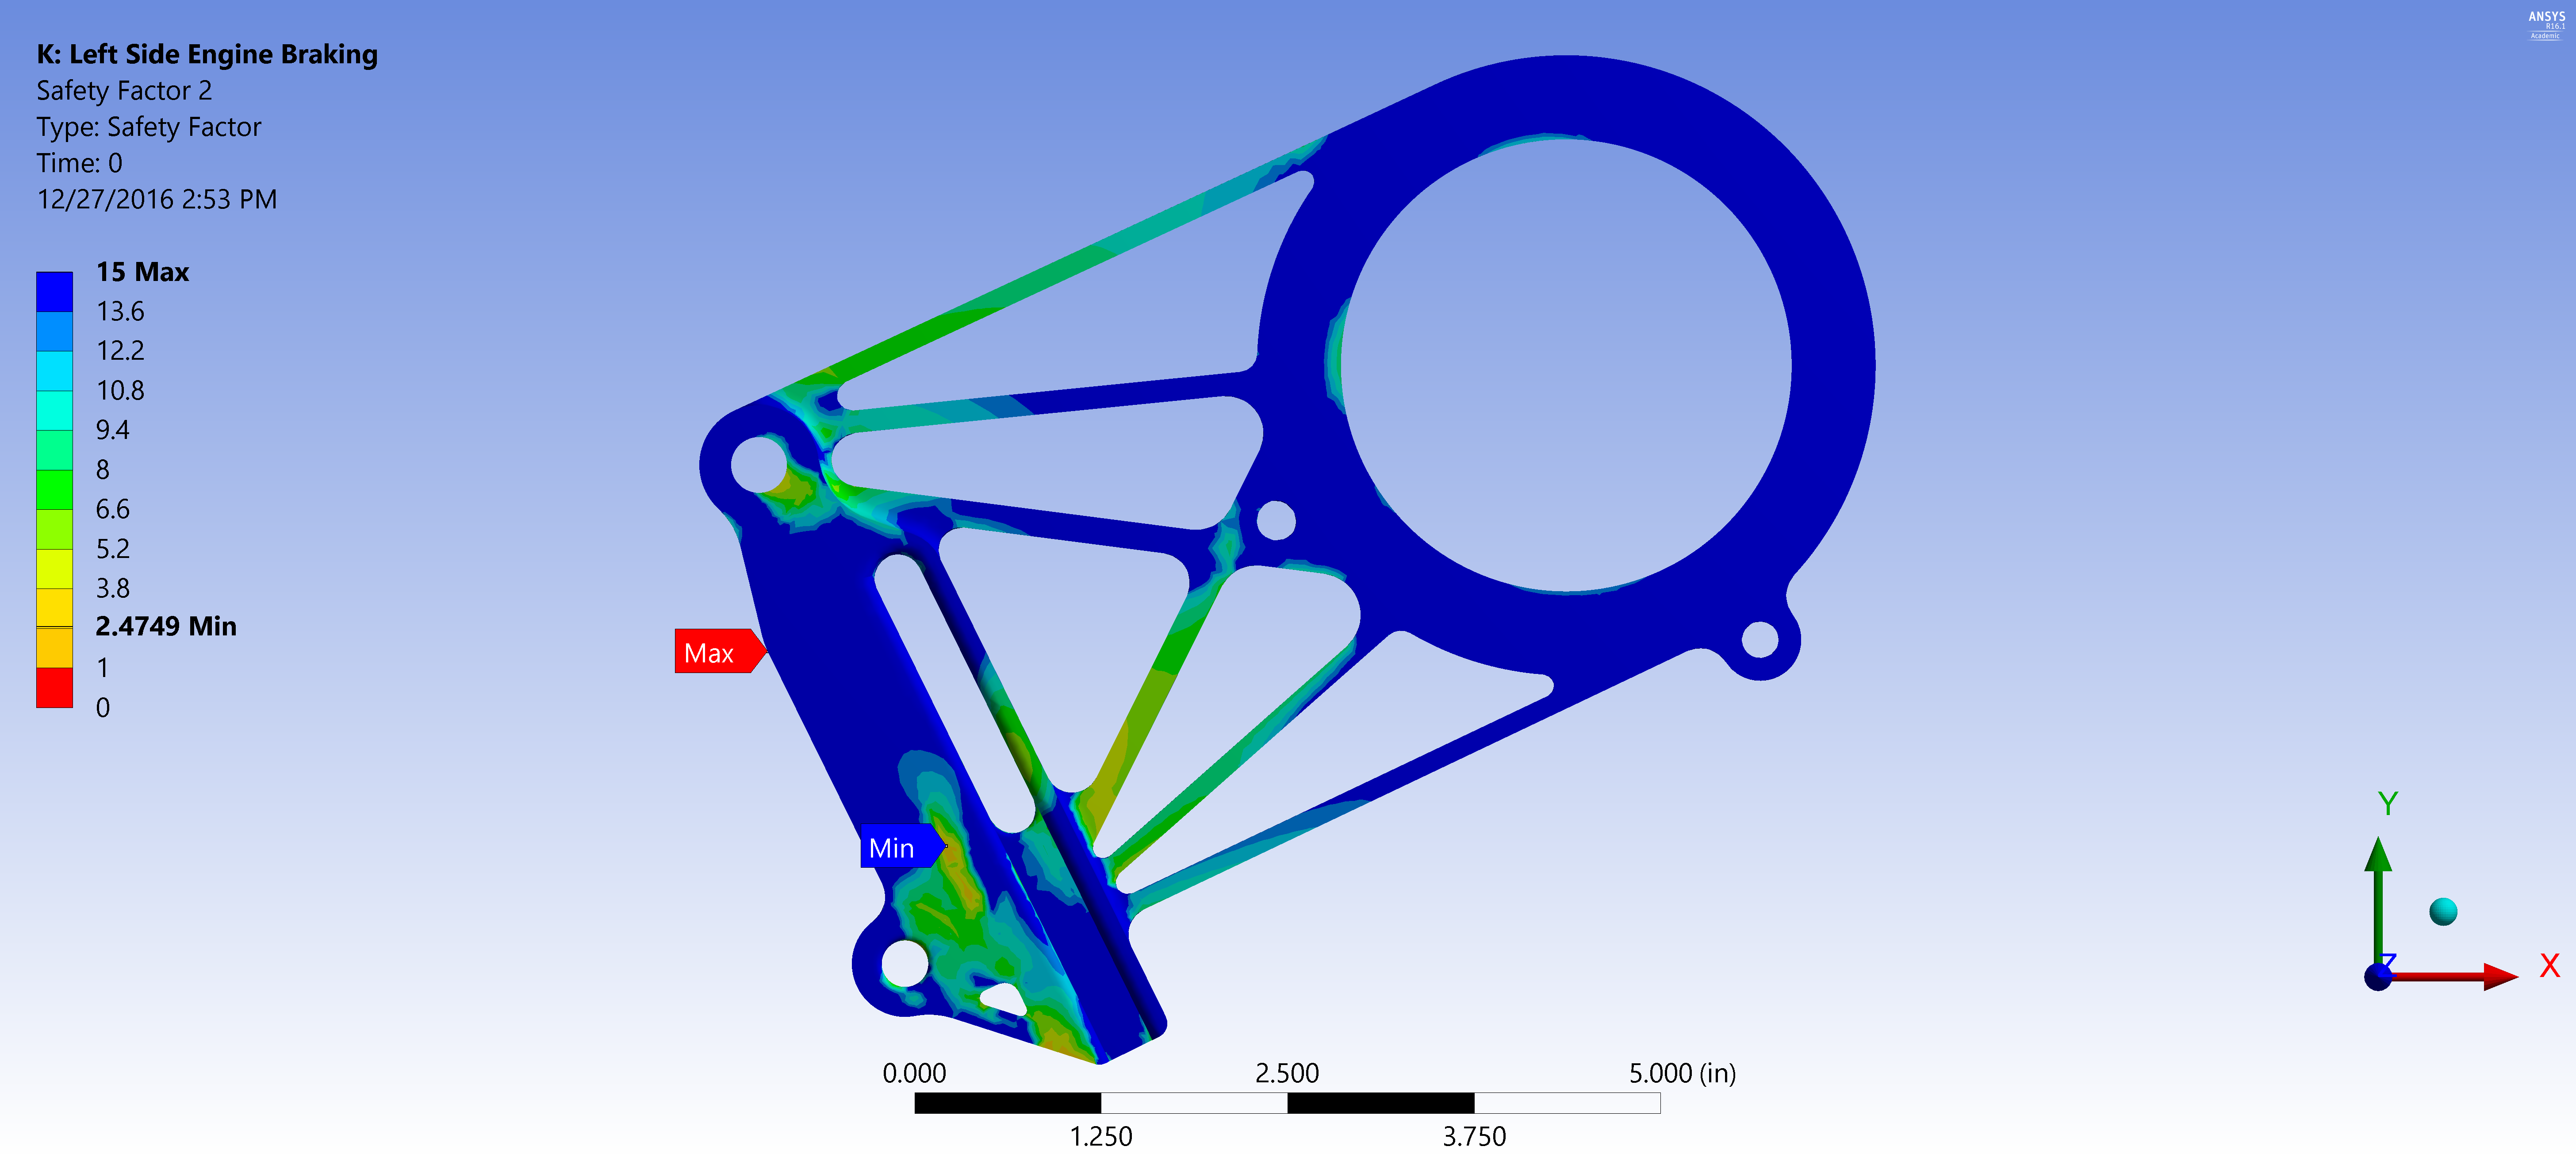 ANSYS
R16.1
Academic
K: Left Side Engine Braking
Safety Factor 2
Type: Safety Factor
Time: 0
12/27/2016 2:53 PM
15 Max
13.6
12.2
10.8
9.4
8
6.6
5.2
3.8
2.4749 Min
1
0
Max
Min
0.000
2.500
5.000 (in)
1.250
3.750
Y
Z
X